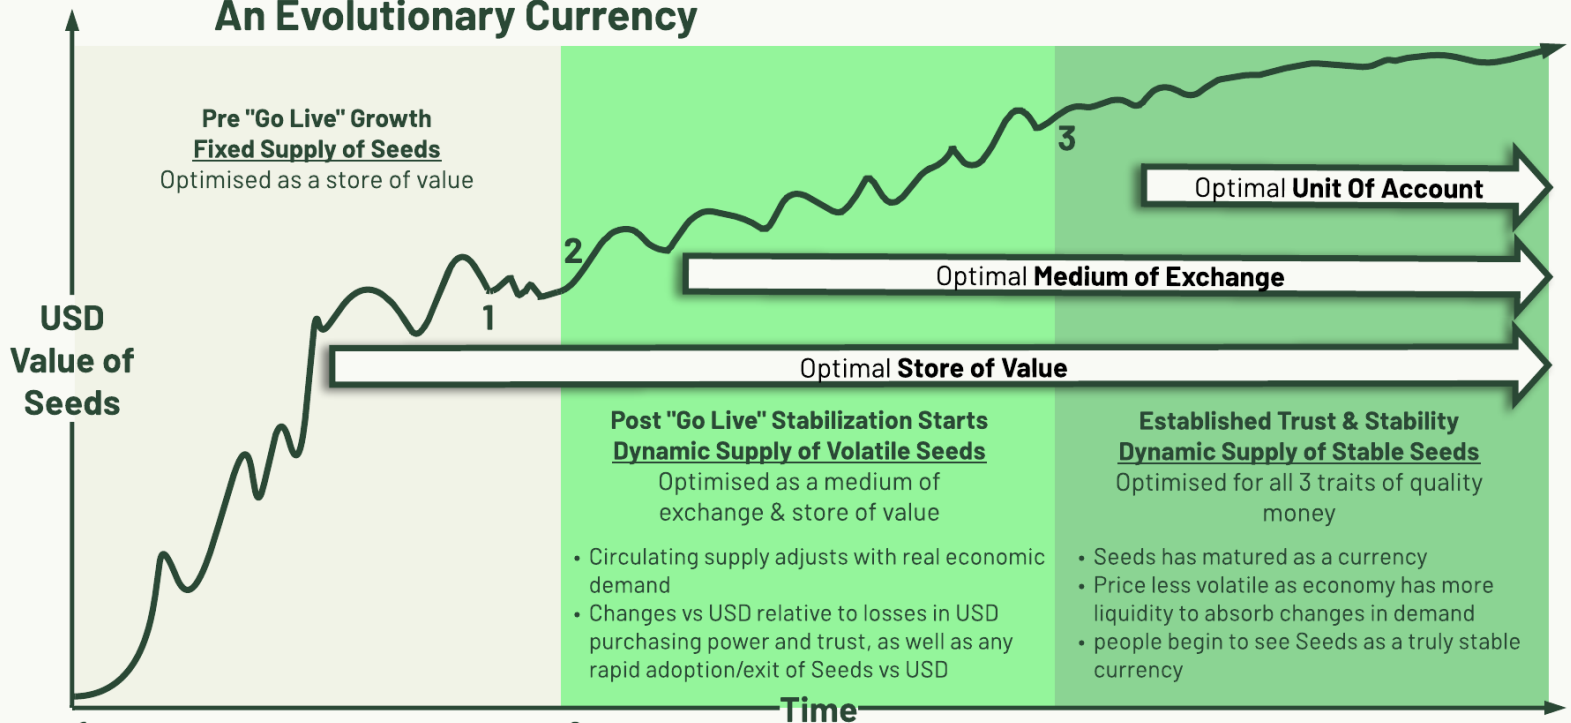 An Evolutionary Currency
Pre "Go Live" Growth
Fixed Supply of Seeds
Optimised as a store of value
3
Optimal Unit Of Account
2
Optimal Medium of Exchange
1
USD
Value of
Seeds
Optimal Store of Value
Post "Go Live" Stabilization Starts
Dynamic Supply of Volatile Seeds
Optimised as a medium of
exchange & store of value
• Circulating supply adjusts with real economic
demand
• Changes vs USD relative to losses in USD
purchasing power and trust, as well as any
rapid adoption/exit of Seeds vs USD
Established Trust & Stability
Dynamic Supply of Stable Seeds
Optimised for all 3 traits of quality
money
• Seeds has matured as a currency
• Price less volatile as economy has more
liquidity to absorb changes in demand
• people begin to see Seeds as a truly stable
currency
Time